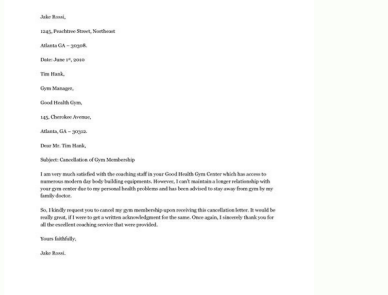 Jake Rossi,
1245, Peachtree Street, Northeast
Atlanta GA – 30308.
Date: June 1st, 2010
Tim Hunk,
Gym Manager,
Good Health Gym,
145, Cherokee Avenue,
Atlanta, GA – 30312.
Dear Mr. Tim Hunk,
Subject: Cancellation of Gym Membership
I am very much satisfied with the coaching staff in your Good Health Gym Center which has access to
numerous modern day body building equipments. However, I can't maintain a longer relationship with
your gym center due to my personal health problems and has been advised to stay away from gym by my
family doctor.
So, I kindly request you to cancel my gym membership upon receiving this cancellation letter. It would be
really great, if I were to get a written acknowledgment for the same. Once again, I sincerely thank you for
all the excellent coaching service that were provided.
Yours faithfully,
Jake Rossi.